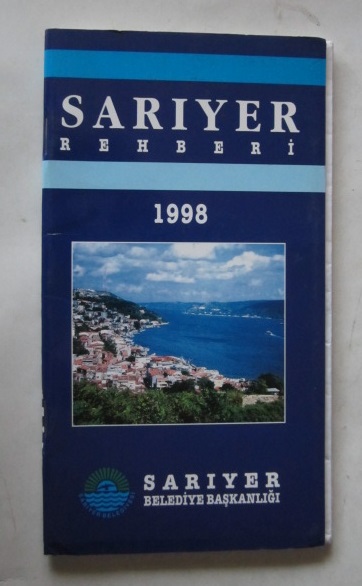 SARIYER
REHBERİ
1998
SARIYER
BELEDİYE BAŞKANLIĞI